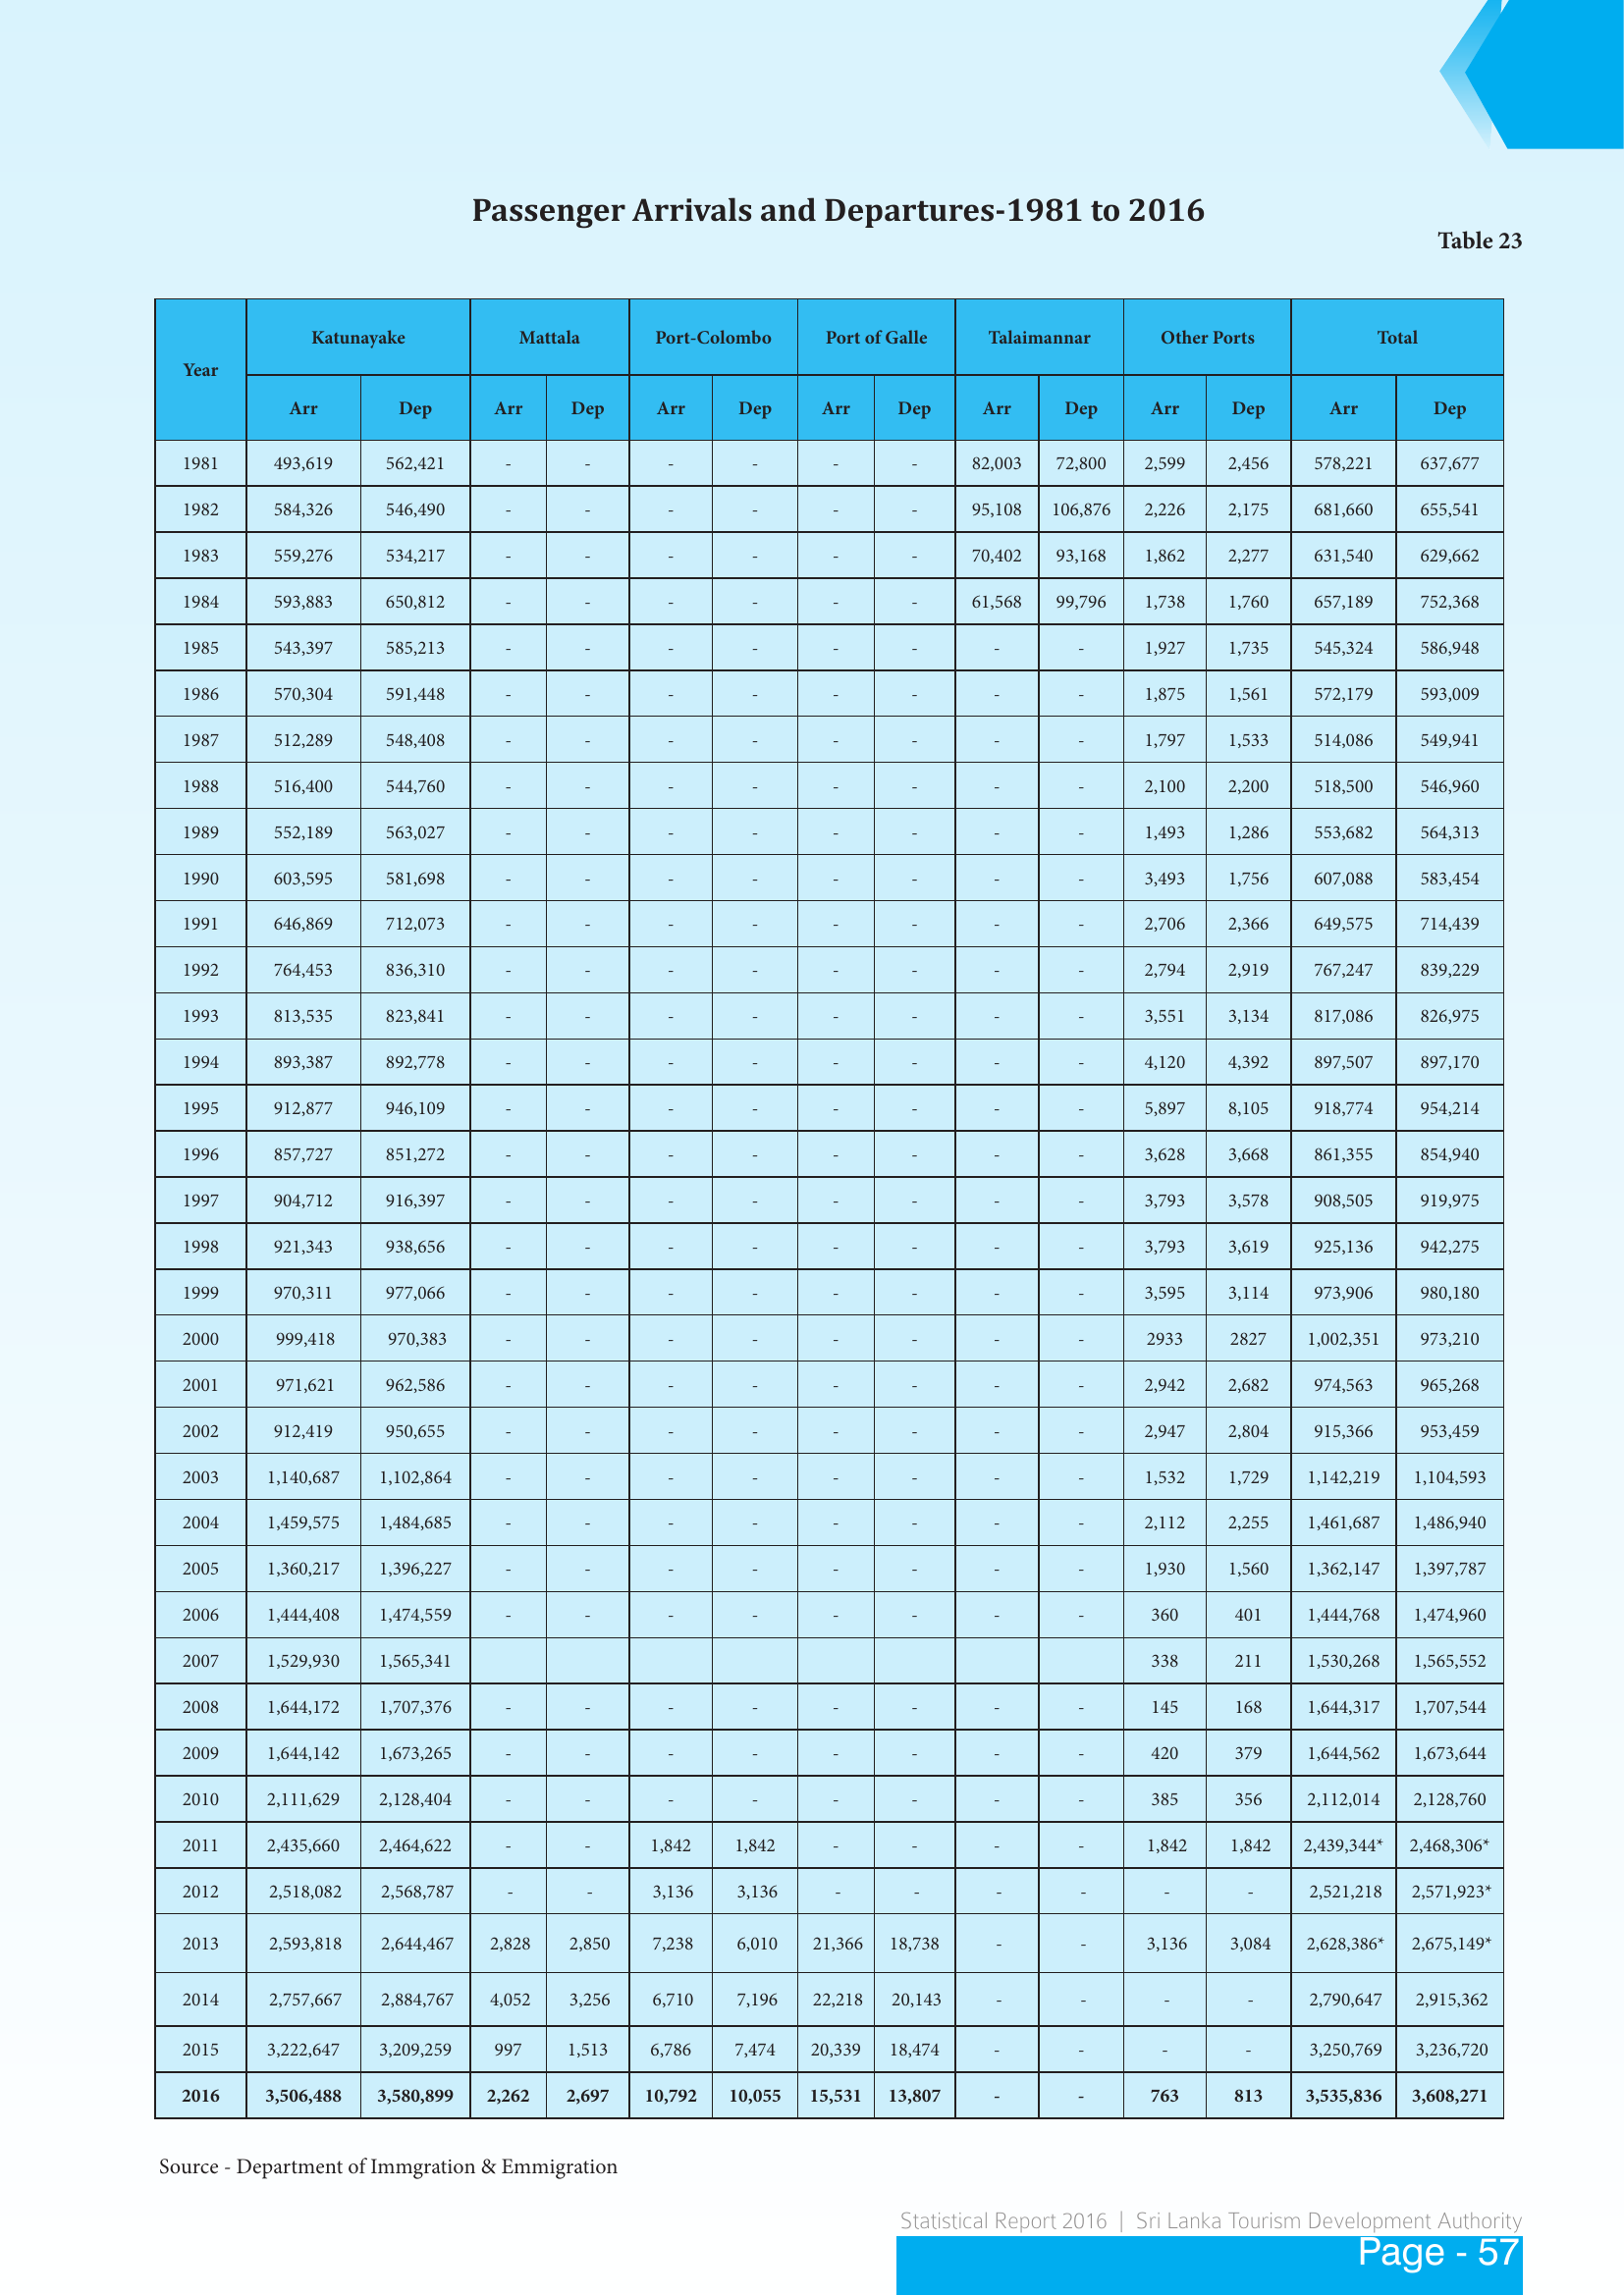 Passenger Arrivals and Departures-1981 to 2016
Table 23
Year Katunayake Mattala Port-Colombo Port of Galle Talaimannar Other Ports Total
Arr Dep Arr Dep Arr Dep Arr Dep Arr Dep Arr Dep Arr Dep
1981 493,619 562,421 - - - - - - 82,003 72,800 2,599 2,456 578,221 637,677
1982 584,326 546,490 - - - - - - 95,108 106,876 2,226 2,175 681,660 655,541
1983 559,276 534,217 - - - - - - 70,402 93,168 1,862 2,277 631,540 629,662
1984 593,883 650,812 - - - - - - 61,568 99,796 1,738 1,760 657,189 752,368
1985 543,397 585,213 - - - - - - - - 1,927 1,735 545,324 586,948
1986 570,304 591,448 - - - - - - - - 1,875 1,561 572,179 593,009
1987 512,289 548,408 - - - - - - - - 1,797 1,533 514,086 549,941
1988 516,400 544,760 - - - - - - - - 2,100 2,200 518,500 546,960
1989 552,189 563,027 - - - - - - - - 1,493 1,286 553,682 564,313
1990 603,595 581,698 - - - - - - - - 3,493 1,756 607,088 583,454
1991 646,869 712,073 - - - - - - - - 2,706 2,366 649,575 714,439
1992 764,453 836,310 - - - - - - - - 2,794 2,919 767,247 839,229
1993 813,535 823,841 - - - - - - - - 3,551 3,134 817,086 826,975
1994 893,387 892,778 - - - - - - - - 4,120 4,392 897,507 897,170
1995 912,877 946,109 - - - - - - - - 5,897 8,105 918,774 954,214
1996 857,727 851,272 - - - - - - - - 3,628 3,668 861,355 854,940
1997 904,712 916,397 - - - - - - - - 3,793 3,578 908,505 919,975
1998 921,343 938,656 - - - - - - - - 3,793 3,619 925,136 942,275
1999 970,311 977,066 - - - - - - - - 3,595 3,114 973,906 980,180
2000 999,418 970,383 - - - - - - - - 2933 2827 1,002,351 973,210
2001 971,621 962,586 - - - - - - - - 2,942 2,682 974,563 965,268
2002 912,419 950,655 - - - - - - - - 2,947 2,804 915,366 953,459
2003 1,140,687 1,102,864 - - - - - - - - 1,532 1,729 1,142,219 1,104,593
2004 1,459,575 1,484,685 - - - - - - - - 2,112 2,255 1,461,687 1,486,940
2005 1,360,217 1,396,227 - - - - - - - - 1,930 1,560 1,362,147 1,397,787
2006 1,444,408 1,474,559 - - - - - - - - 360 401 1,444,768 1,474,960
2007 1,529,930 1,565,341 338 211 1,530,268 1,565,552
2008 1,644,172 1,707,376 - - - - - - - - 145 168 1,644,317 1,707,544
2009 1,644,142 1,673,265 - - - - - - - - 420 379 1,644,562 1,673,644
2010 2,111,629 2,128,404 - - - - - - - - 385 356 2,112,014 2,128,760
2011 2,435,660 2,464,622 - - 1,842 1,842 - - - - 1,842 1,842 2,439,344* 2,468,306*
2012 2,518,082 2,568,787 - - 3,136 3,136 - - - - - - 2,521,218 2,571,923*
2013 2,593,818 2,644,467 2,828 2,850 7,238 6,010 21,366 18,738 - - 3,136 3,084 2,628,386* 2,675,149*
2014 2,757,667 2,884,767 4,052 3,256 6,710 7,196 22,218 20,143 - - - - 2,790,647 2,915,362
2015 3,222,647 3,209,259 997 1,513 6,786 7,474 20,339 18,474 - - - - 3,250,769 3,236,720
2016 3,506,488 3,580,899 2,262 2,697 10,792 10,055 15,531 13,807 - - 763 813 3,535,836 3,608,271
Source - Department of Immgration & Emmigration
Statistical Report 2016 | Sri Lanka Tourism Development Authority
Page - 57